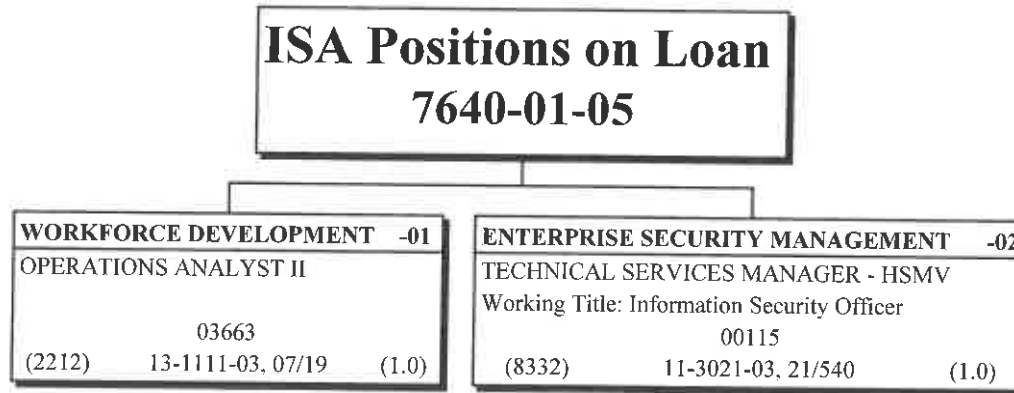 ISA Positions on Loan
7640-01-05
WORKFORCE DEVELOPMENT -01
OPERATIONS ANALYST II
03663
(2212) 13-1111-03, 07/19 (1.0)
ENTERPRISE SECURITY MANAGEMENT -02
TECHNICAL SERVICES MANAGER - HSMV
Working Title: Information Security Officer
00115
(8332) 11-3021-03, 21/540 (1.0)